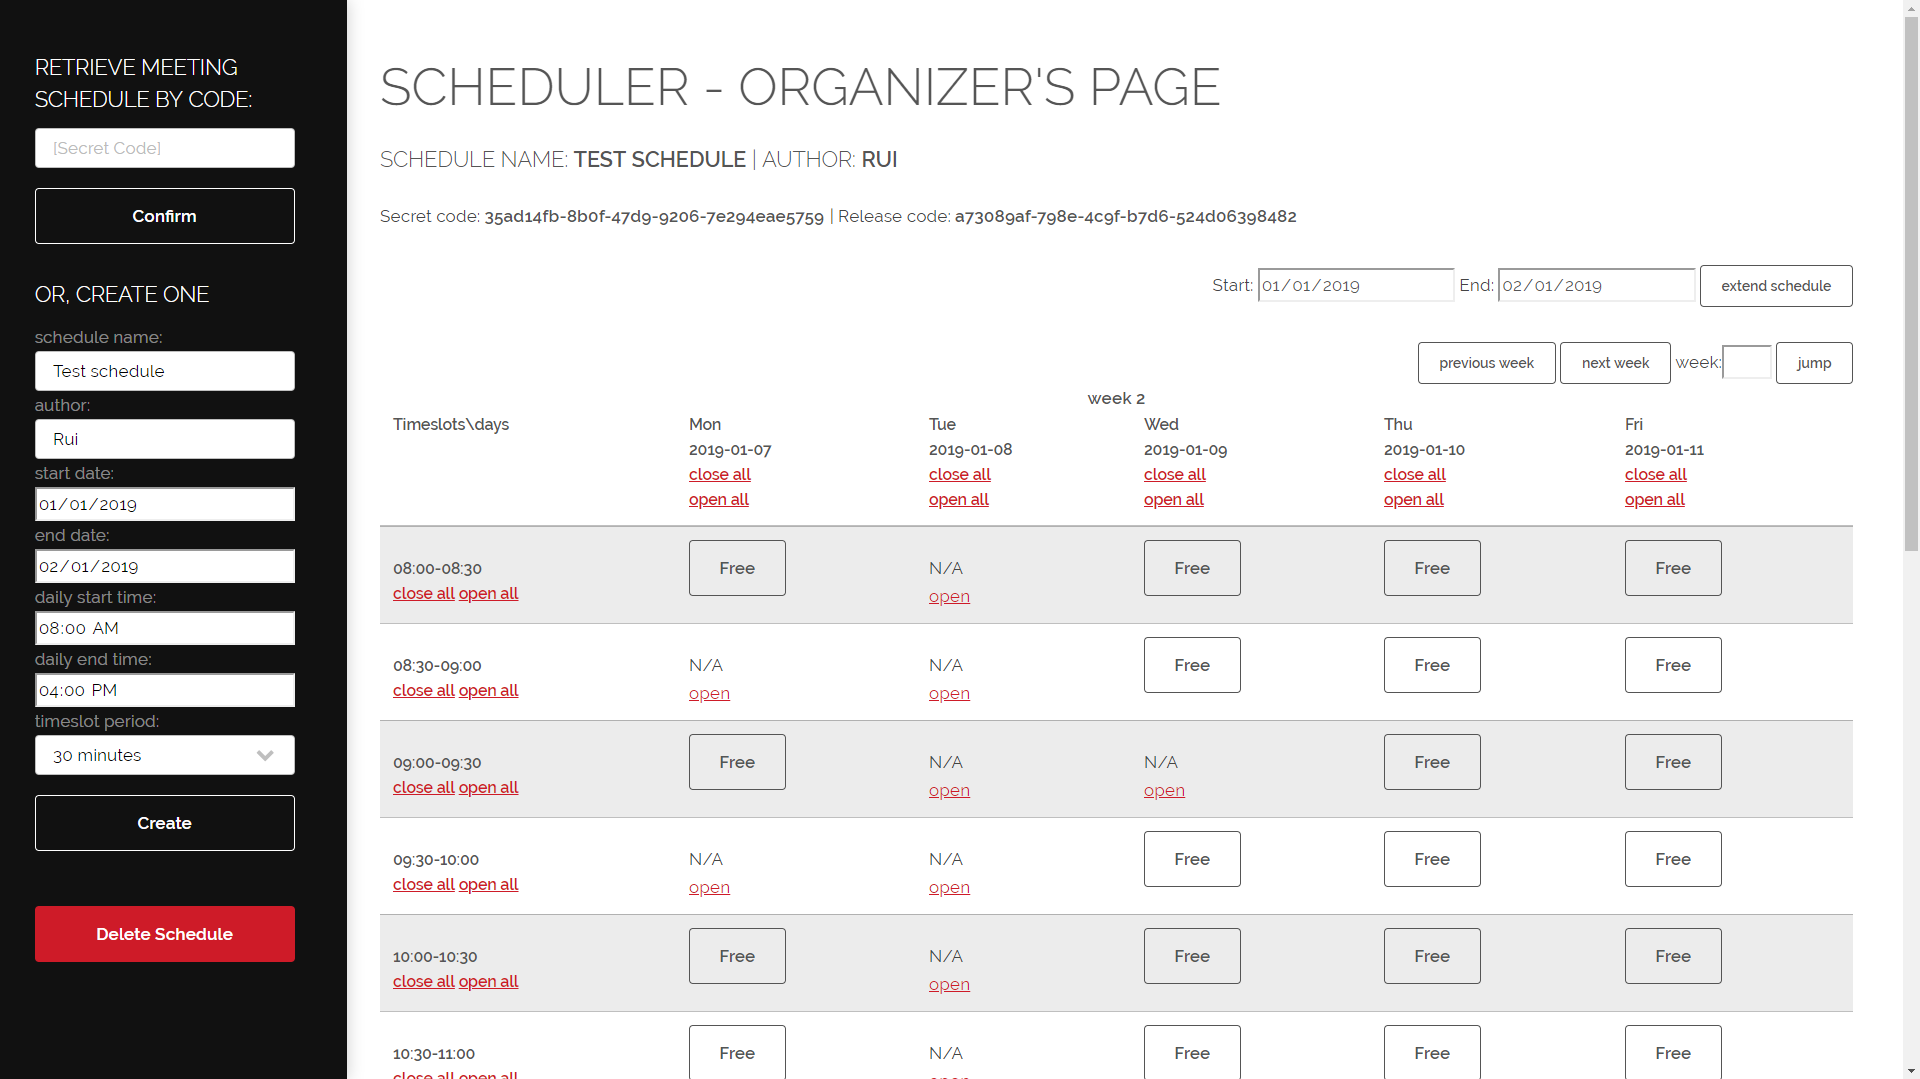 RETRIEVE MEETING
SCHEDULE BY CODE:
[Secret Code]
Confirm
OR, CREATE ONE
schedule name:
Test schedule
author:
Rui
start date:
01/01/2019
end date:
02/01/2019
daily start time:
08:00 AM
daily end time:
04:00 PM
timeslot period:
30 minutes
Create
Delete Schedule
SCHEDULER - ORGANIZER'S PAGE
SCHEDULE NAME: TEST SCHEDULE | AUTHOR: RUI
Secret code: 35ad14fb-8b0f-47d9-9206-7e294eae5759 | Release code: a73089af-798e-4c9f-b7d6-524d06398482
Start: 01/01/2019 End: 02/01/2019 extend schedule
previous week next week week: jump
week 2
Timeslots\days Mon Tue Wed Thu Fri
2019-01-07 2019-01-08 2019-01-09 2019-01-10 2019-01-11
close all close all close all close all close all
open all open all open all open all open all
08:00-08:30 Free N/A Free Free Free
close all open all open
08:30-09:00 N/A N/A Free Free Free
close all open all open open
09:00-09:30 Free N/A N/A Free Free
close all open all open open
09:30-10:00 N/A N/A Free Free Free
close all open all open open
10:00-10:30 Free N/A Free Free Free
close all open all open
10:30-11:00 Free N/A Free Free Free
close all open all